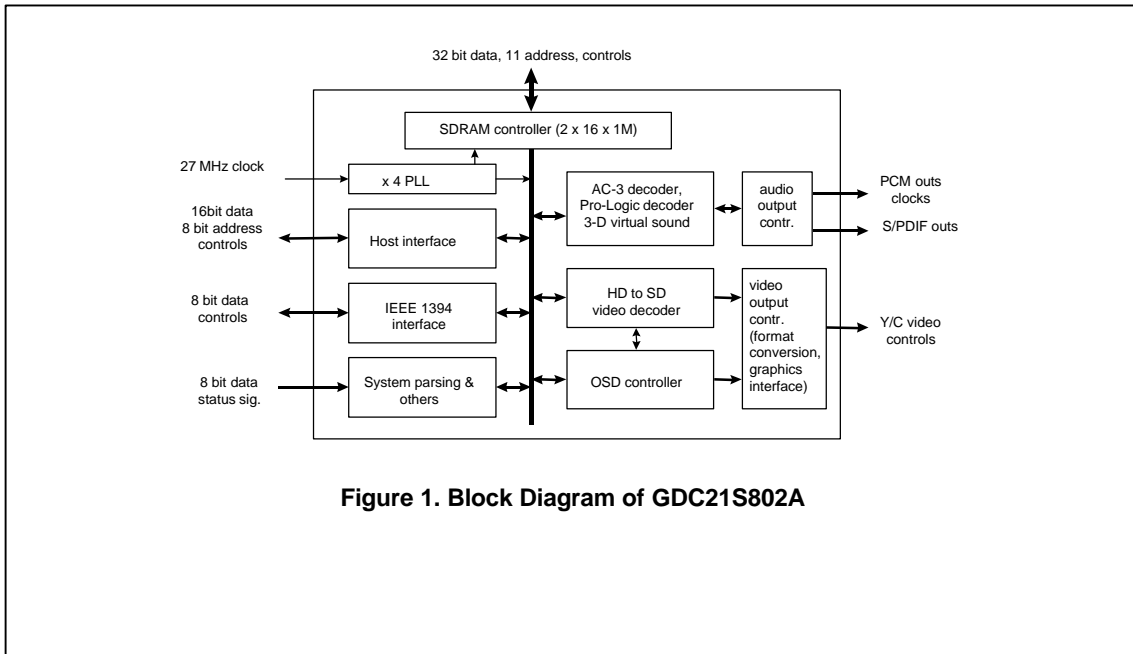 32 bit data, 11 address, controls
SDRAM controller (2 x 16 x 1M)
27 MHz clock
x 4 PLL
16bit data
8 bit address
controls
Host interface
8 bit data
controls
IEEE 1394
interface
8 bit data
status sig.
System parsing &
others
AC-3 decoder,
Pro-Logic decoder
3-D virtual sound
audio
output
contr.
PCM outs
clocks
S/PDIF outs
HD to SD
video decoder
OSD controller
video
output
contr.
(format
conversion,
graphics
interface)
Y/C video
controls
Figure 1. Block Diagram of GDC21S802A